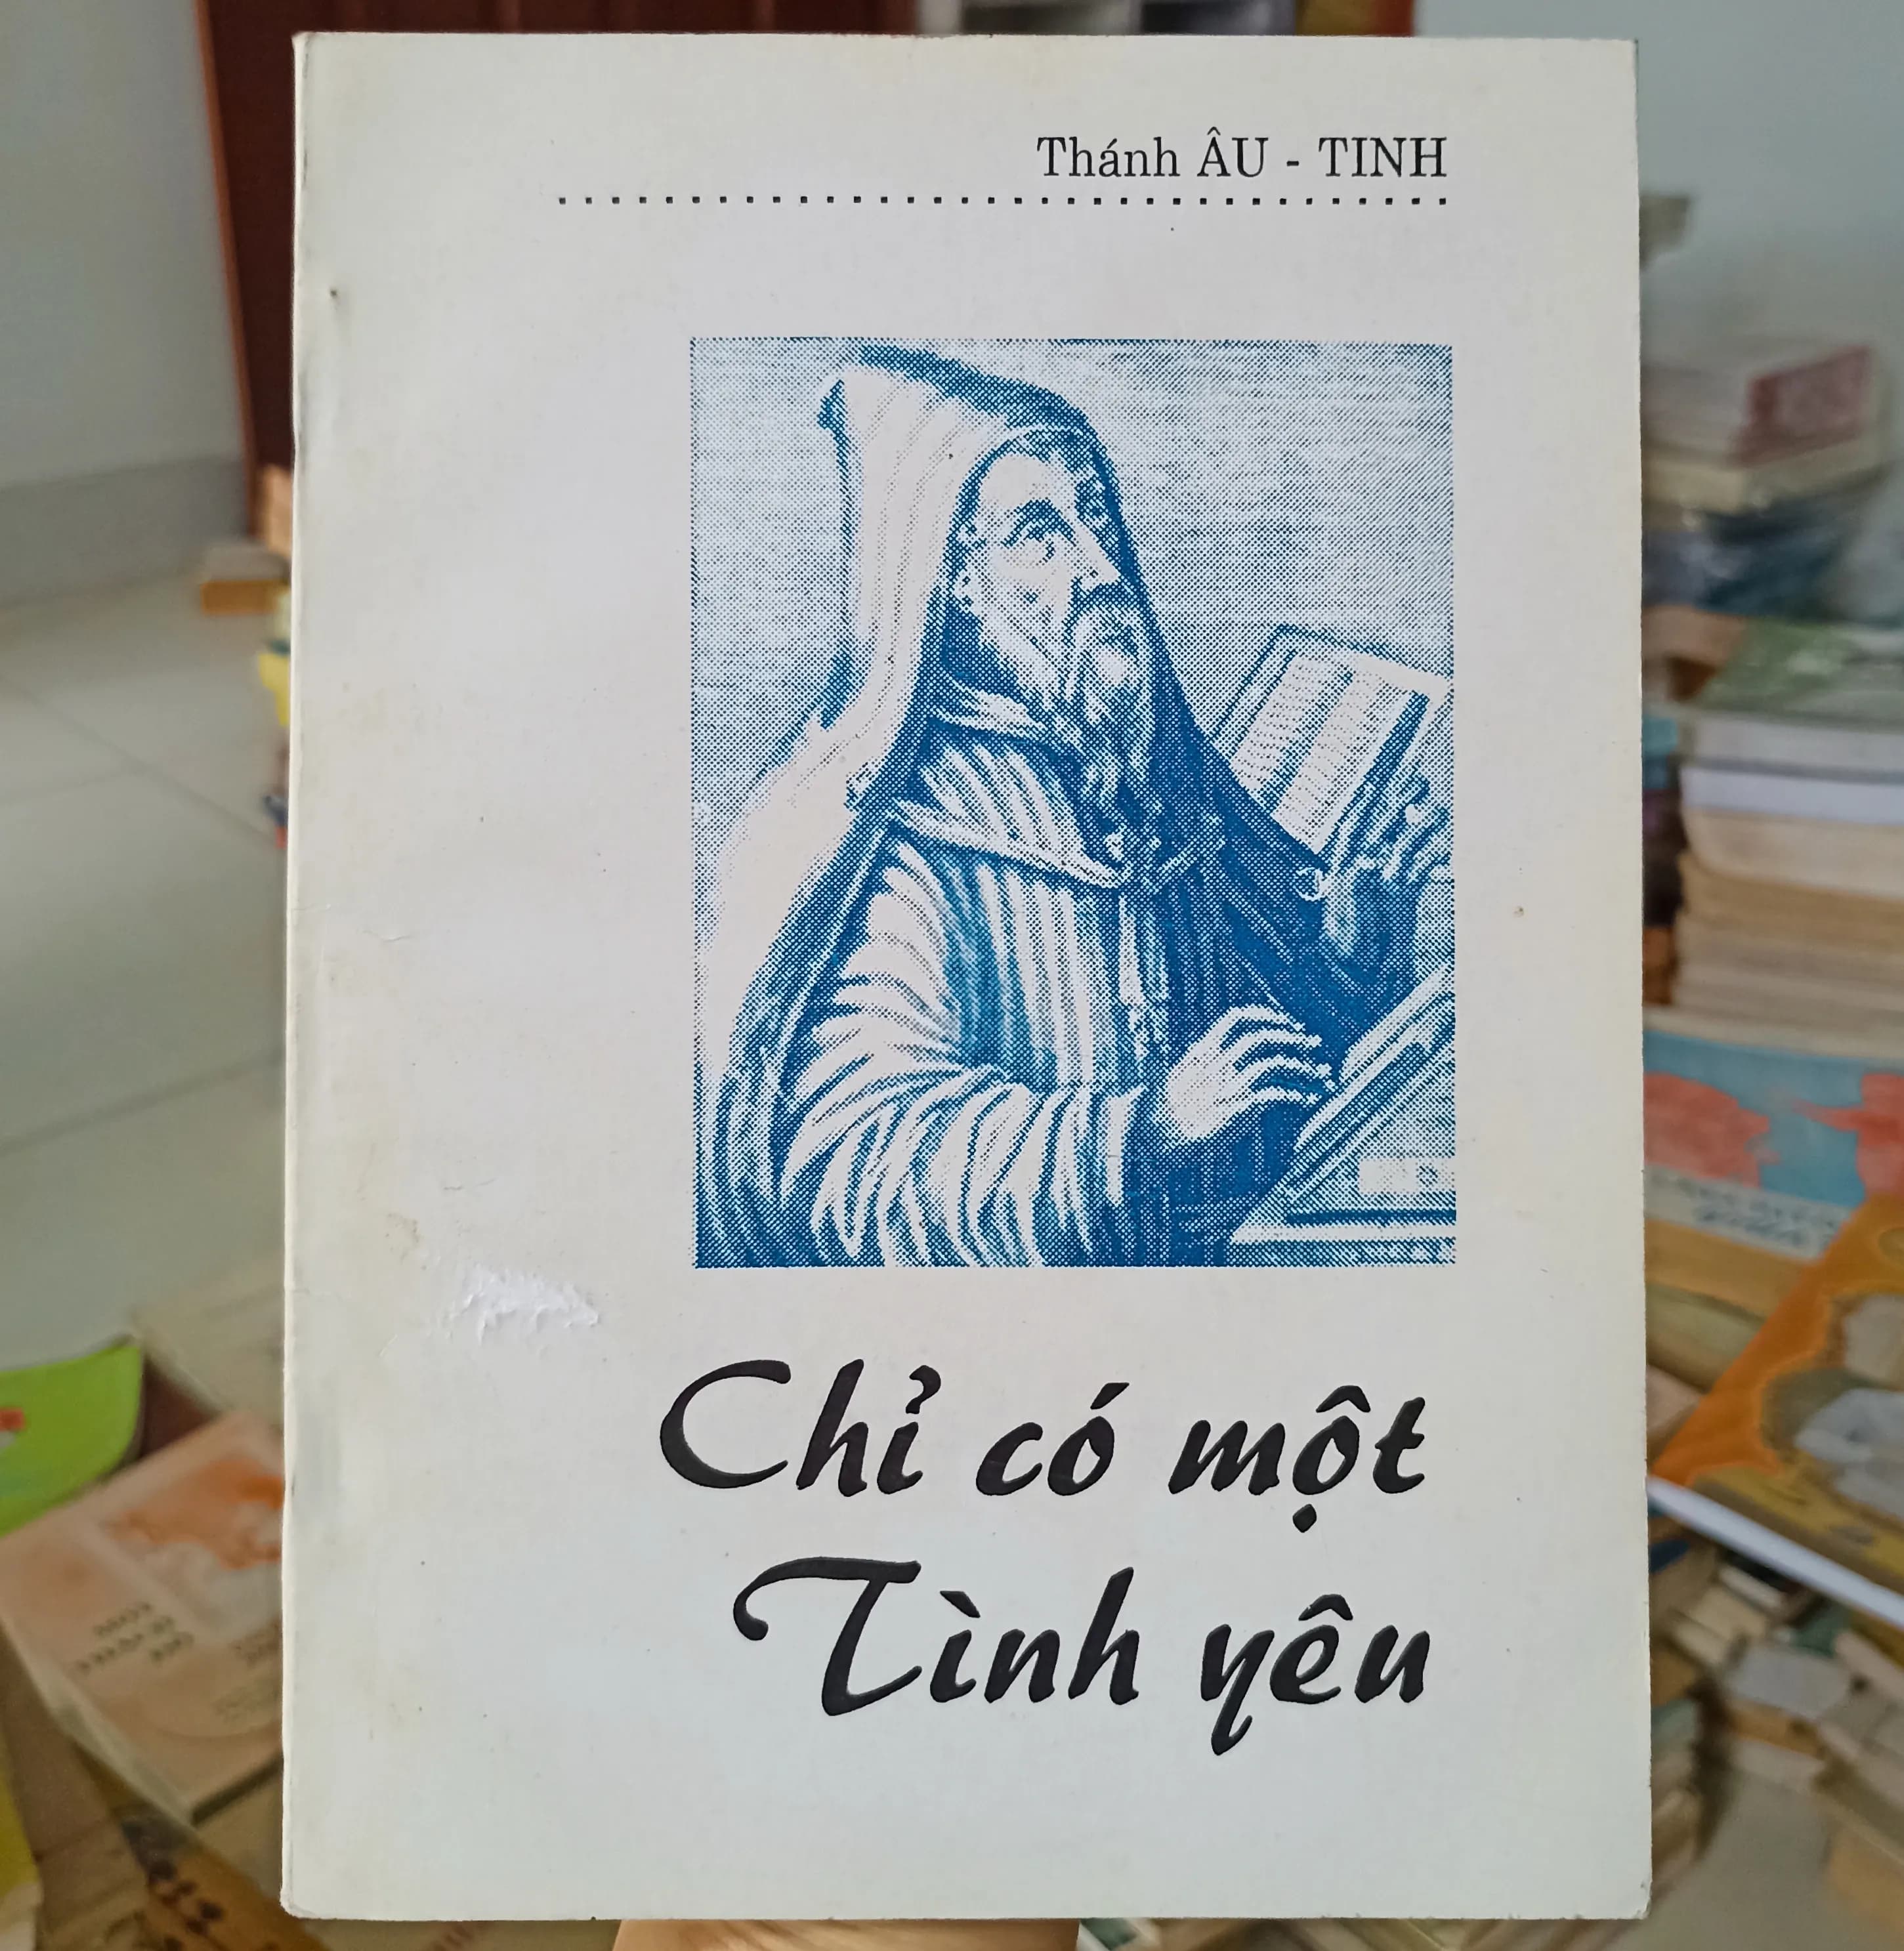 Thánh ÂU - TINH
Chỉ có một
Tình yêu